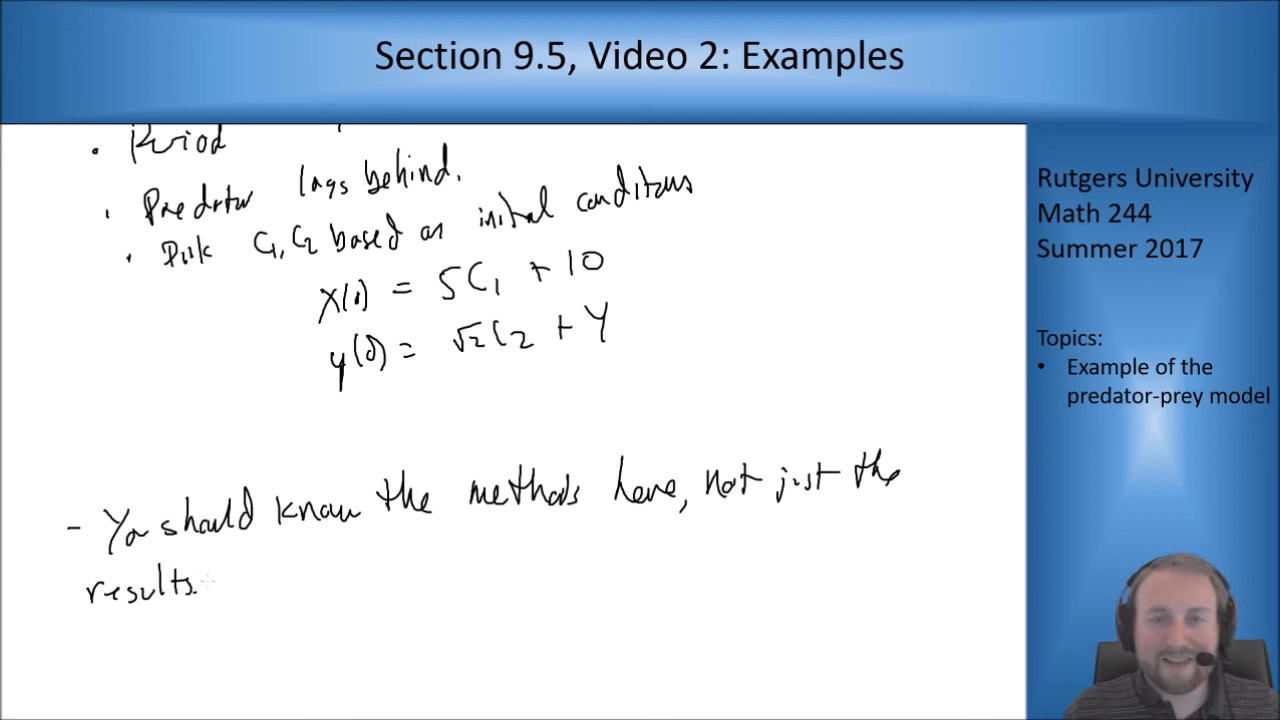 Section 9.5, Video 2: Examples
• Period
• Predator lags behind.
• Pick C₁, C₂ based on initial conditions
x(0) = 5C₁ + 10
y(0) = √2 C₂ + 4
- You should know the methods here, not just the
results.
Rutgers University
Math 244
Summer 2017
Topics:
• Example of the
predator-prey model